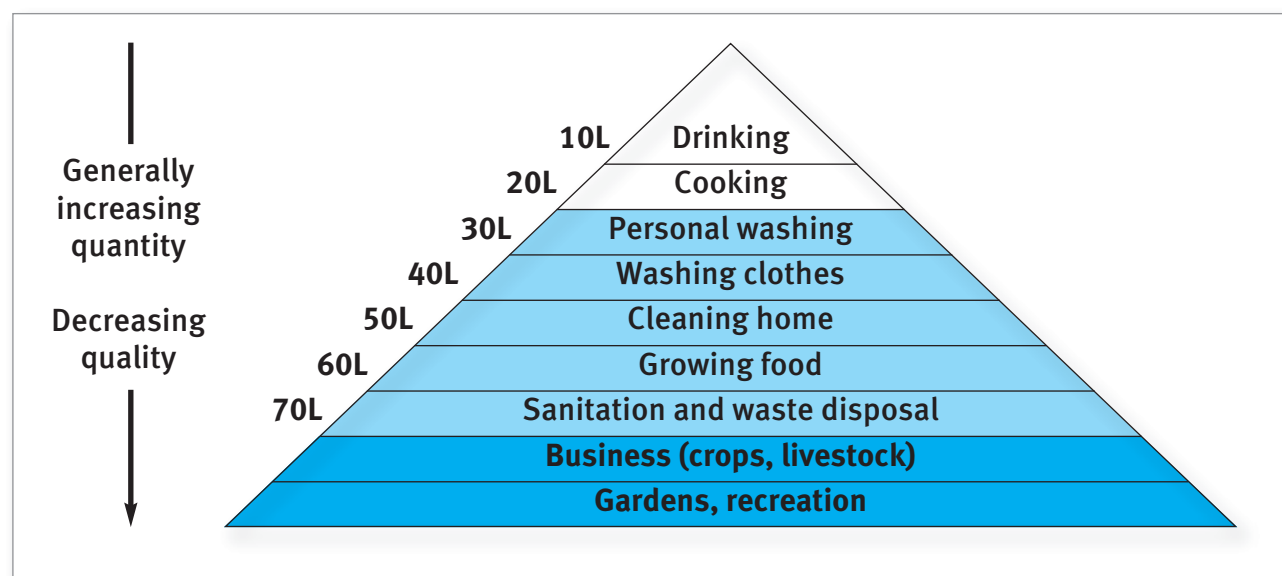 Generally
increasing
quantity
Decreasing
quality
10L Drinking
20L Cooking
30L Personal washing
40L Washing clothes
50L Cleaning home
60L Growing food
70L Sanitation and waste disposal
Business (crops, livestock)
Gardens, recreation